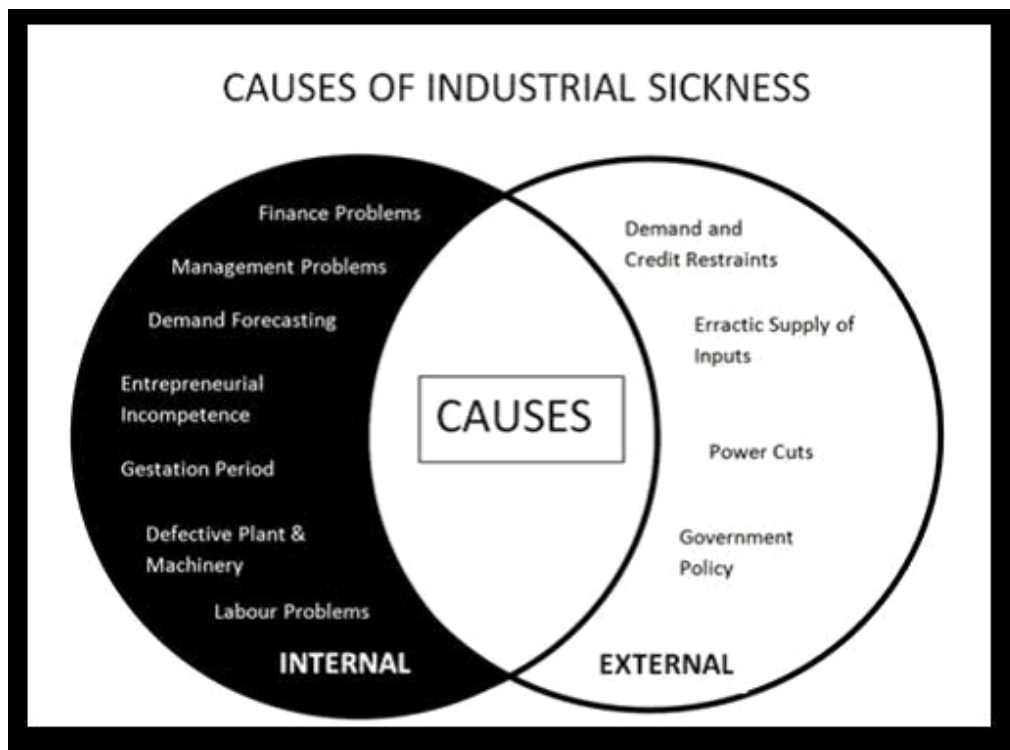 CAUSES OF INDUSTRIAL SICKNESS
Finance Problems
Management Problems
Demand Forecasting
Entrepreneurial
Incompetence
Gestation Period
Defective Plant &
Machinery
Labour Problems
INTERNAL
CAUSES
Demand and
Credit Restraints
Erractic Supply of
Inputs
Power Cuts
Government
Policy
EXTERNAL